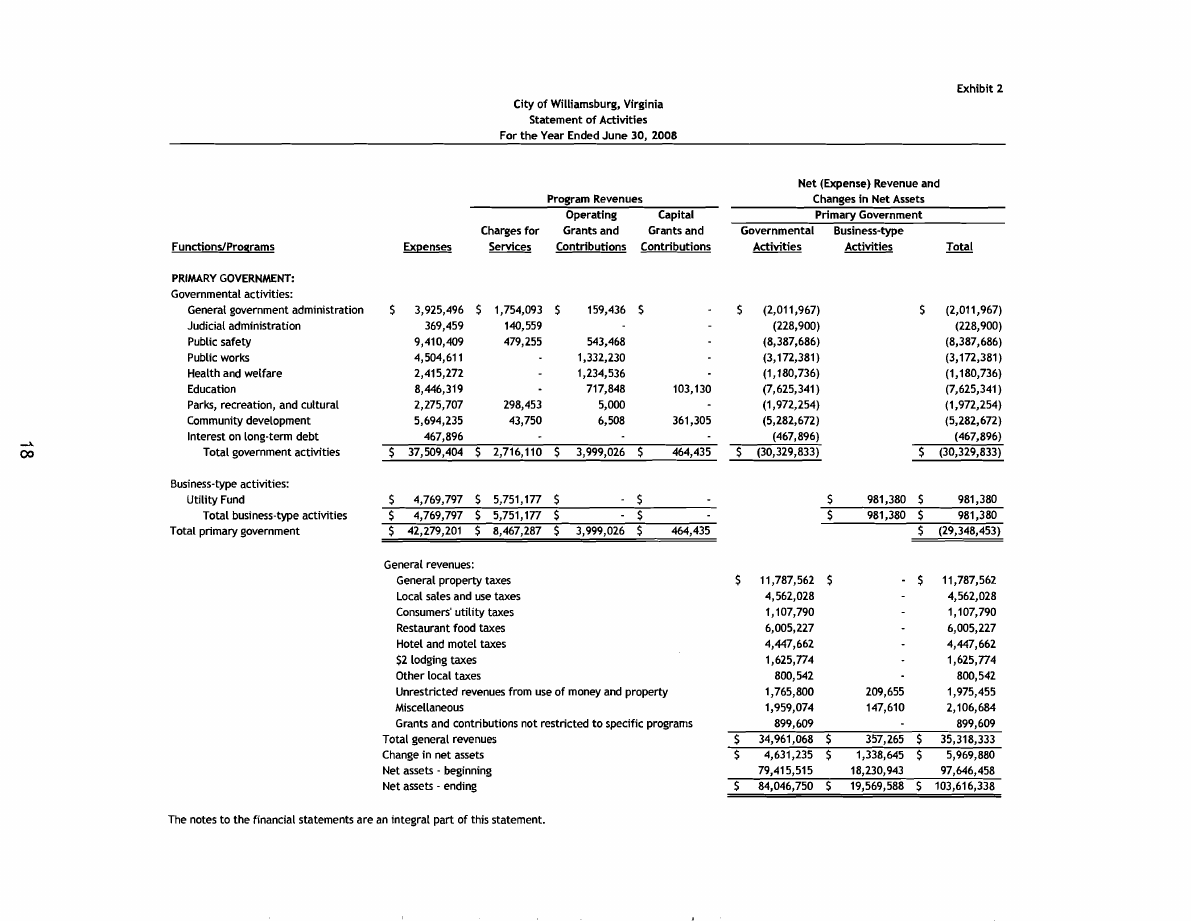 Exhibit 2
City of Williamsburg, Virginia
Statement of Activities
For the Year Ended June 30, 2008
Net (Expense) Revenue and
Program Revenues Changes in Net Assets
Operating Capital Primary Government
Charges for Grants and Grants and Governmental Business-type
Functions/Programs Expenses Services Contributions Contributions Activities Activities Total
PRIMARY GOVERNMENT:
Governmental activities:
General government administration $ 3,925,496 $ 1,754,093 $ 159,436 $ - $ (2,011,967) $ (2,011,967)
Judicial administration 369,459 140,559 - - (228,900) (228,900)
Public safety 9,410,409 479,255 543,468 - (8,387,686) (8,387,686)
Public works 4,504,611 - 1,332,230 - (3,172,381) (3,172,381)
Health and welfare 2,415,272 - 1,234,536 - (1,180,736) (1,180,736)
Education 8,446,319 - 717,848 103,130 (7,625,341) (7,625,341)
Parks, recreation, and cultural 2,275,707 298,453 5,000 - (1,972,254) (1,972,254)
Community development 5,694,235 43,750 6,508 361,305 (5,282,672) (5,282,672)
Interest on long-term debt 467,896 - - - (467,896) (467,896)
Total government activities $ 37,509,404 $ 2,716,110 $ 3,999,026 $ 464,435 $ (30,329,833) $ (30,329,833)
Business-type activities:
Utility Fund $ 4,769,797 $ 5,751,177 $ - $ - $ 981,380 $ 981,380
Total business-type activities $ 4,769,797 $ 5,751,177 $ - $ - $ 981,380 $ 981,380
Total primary government $ 42,279,201 $ 8,467,287 $ 3,999,026 $ 464,435 $ (29,348,453)
General revenues:
General property taxes $ 11,787,562 $ - $ 11,787,562
Local sales and use taxes 4,562,028 - 4,562,028
Consumers' utility taxes 1,107,790 - 1,107,790
Restaurant food taxes 6,005,227 - 6,005,227
Hotel and motel taxes 4,447,662 - 4,447,662
$2 lodging taxes 1,625,774 - 1,625,774
Other local taxes 800,542 - 800,542
Unrestricted revenues from use of money and property 1,765,800 209,655 1,975,455
Miscellaneous 1,959,074 147,610 2,106,684
Grants and contributions not restricted to specific programs 899,609 - 899,609
Total general revenues $ 34,961,068 $ 357,265 $ 35,318,333
Change in net assets $ 4,631,235 $ 1,338,645 $ 5,969,880
Net assets - beginning 79,415,515 18,230,943 97,646,458
Net assets - ending $ 84,046,750 $ 19,569,588 $ 103,616,338
The notes to the financial statements are an integral part of this statement.
18